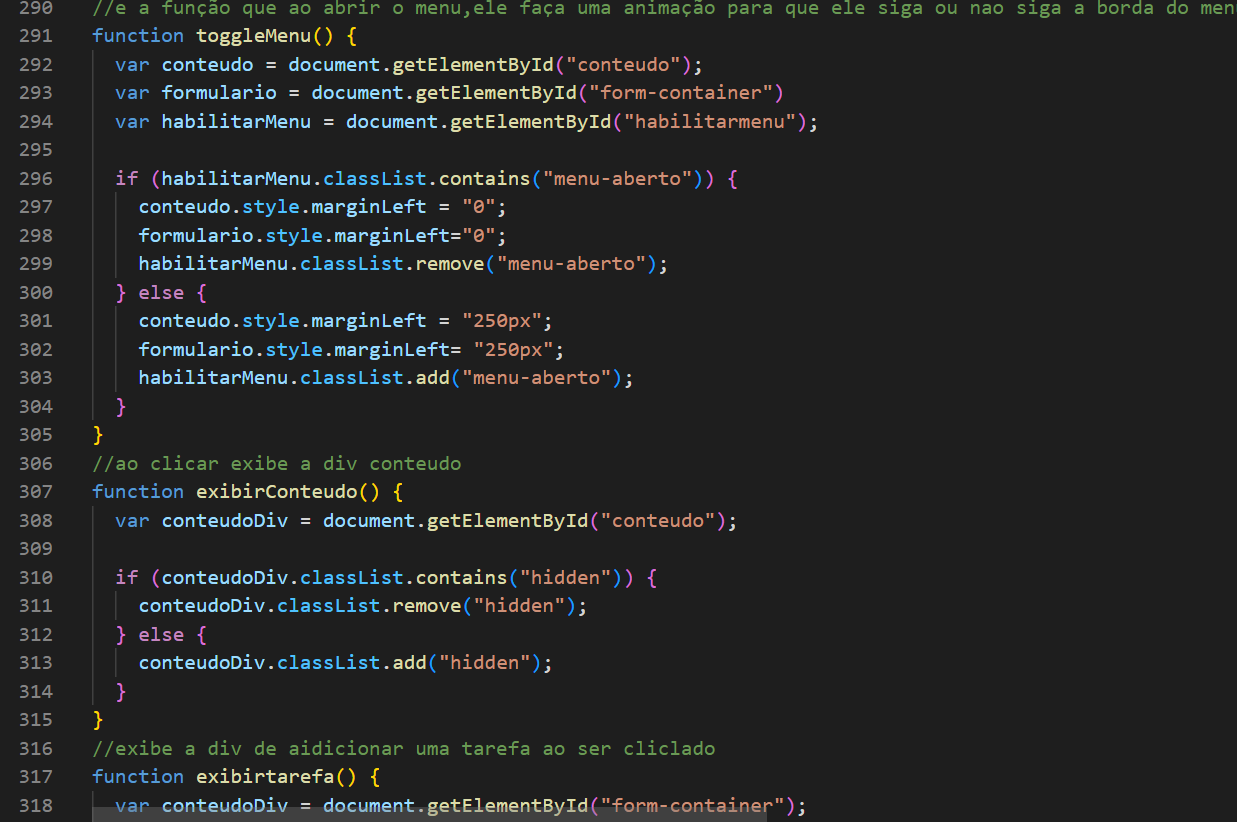 290 //e a função que ao abrir o menu,ele faça uma animação para que ele siga ou nao siga a borda do men
291 function toggleMenu() {
292 var conteudo = document.getElementById("conteudo");
293 var formulario = document.getElementById("form-container")
294 var habilitarMenu = document.getElementById("habilitarmenu");
295
296 if (habilitarMenu.classList.contains("menu-aberto")) {
297 conteudo.style.marginLeft = "0";
298 formulario.style.marginLeft="0";
299 habilitarMenu.classList.remove("menu-aberto");
300 } else {
301 conteudo.style.marginLeft = "250px";
302 formulario.style.marginLeft= "250px";
303 habilitarMenu.classList.add("menu-aberto");
304 }
305 }
306 //ao clicar exibe a div conteudo
307 function exibirConteudo() {
308 var conteudoDiv = document.getElementById("conteudo");
309
310 if (conteudoDiv.classList.contains("hidden")) {
311 conteudoDiv.classList.remove("hidden");
312 } else {
313 conteudoDiv.classList.add("hidden");
314 }
315 }
316 //exibe a div de aidicionar uma tarefa ao ser cliclado
317 function exibirtarefa() {
318 var conteudoDiv = document.getElementById("form-container");